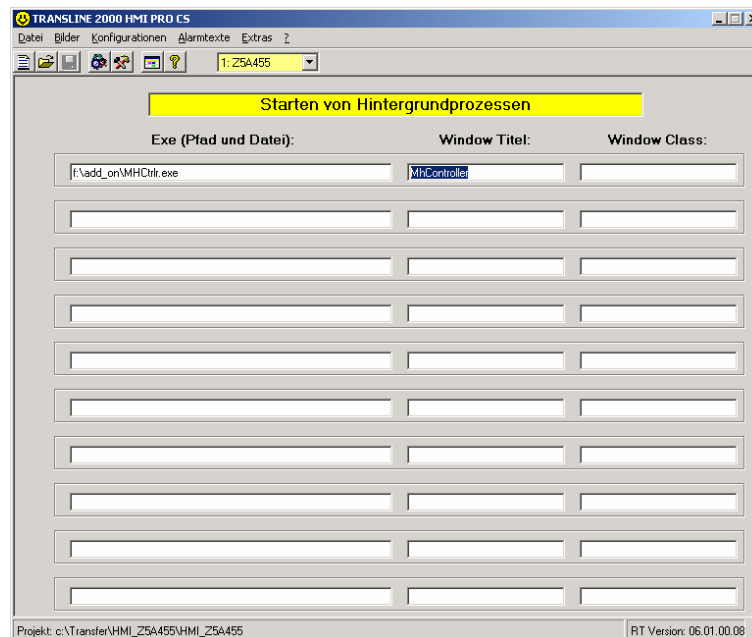 TRANSLINE 2000 HMI PRO CS
Datei Bilder Konfigurationen Alarmtexte Extras ?
1: Z5A455
Starten von Hintergrundprozessen
Exe (Pfad und Datei): Window Titel: Window Class:
f:\add_on\MHCtrlr.exe MhController
Projekt: c:\Transfer\HMI_Z5A455\HMI_Z5A455 RT Version: 06.01.00.08